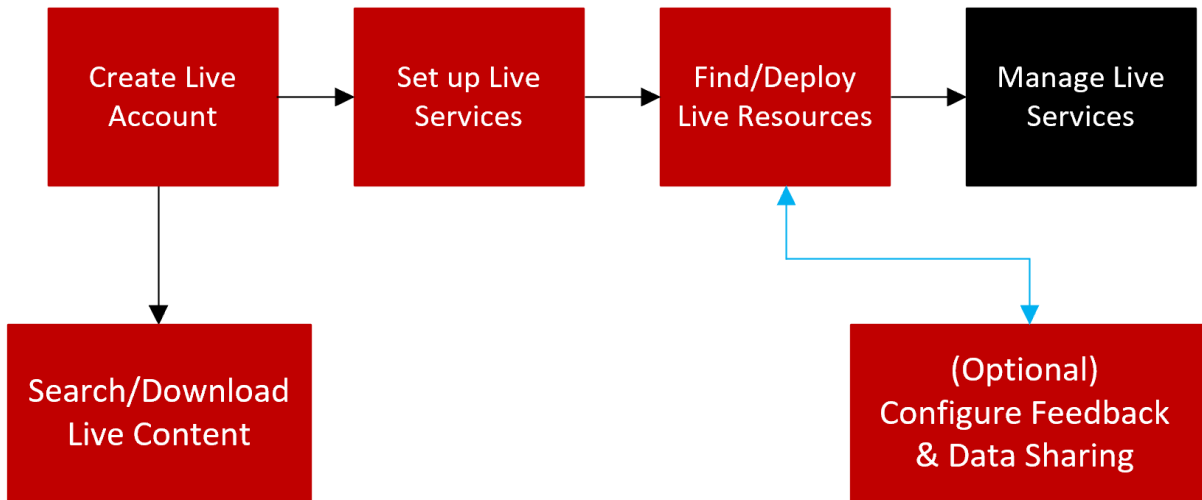 Create Live
Account
Set up Live
Services
Find/Deploy
Live Resources
Manage Live
Services
Search/Download
Live Content
(Optional)
Configure Feedback
& Data Sharing